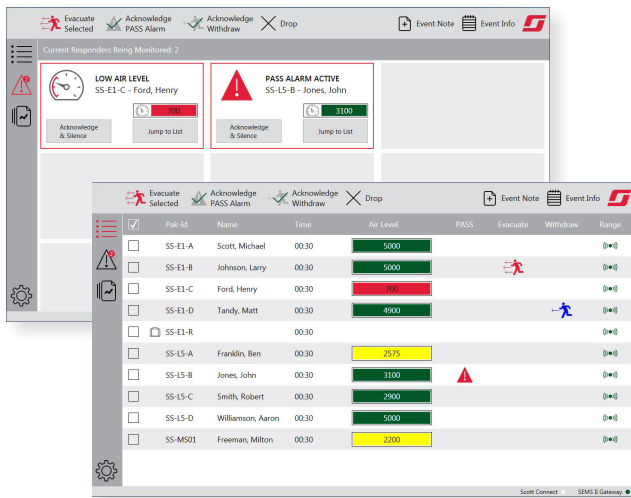 Evacuate Selected
Acknowledge PASS Alarm
Acknowledge Withdraw
Drop
Event Note
Event Info
Current Responders Being Monitored: 2
LOW AIR LEVEL
SS-E1-C - Ford, Henry
700
Acknowledge & Silence
Jump to List
PASS ALARM ACTIVE
SS-L5-B - Jones, John
3100
Acknowledge & Silence
Jump to List
2
Evacuate Selected
Acknowledge PASS Alarm
Acknowledge Withdraw
Drop
Event Note
Event Info
Pak-Id Name Time Air Level PASS Evacuate Withdraw Range
SS-E1-A Scott, Michael 00:30 5000
SS-E1-B Johnson, Larry 00:30 5000
SS-E1-C Ford, Henry 00:30 700
SS-E1-D Tandy, Matt 00:30 4900
SS-E1-R 00:30
SS-L5-A Franklin, Ben 00:30 2575
SS-L5-B Jones, John 00:30 3100
SS-L5-C Smith, Robert 00:30 2900
SS-L5-D Williamson, Aaron 00:30 5000
SS-MS01 Freeman, Milton 00:30 2200
Scott Connect SEMS II Gateway